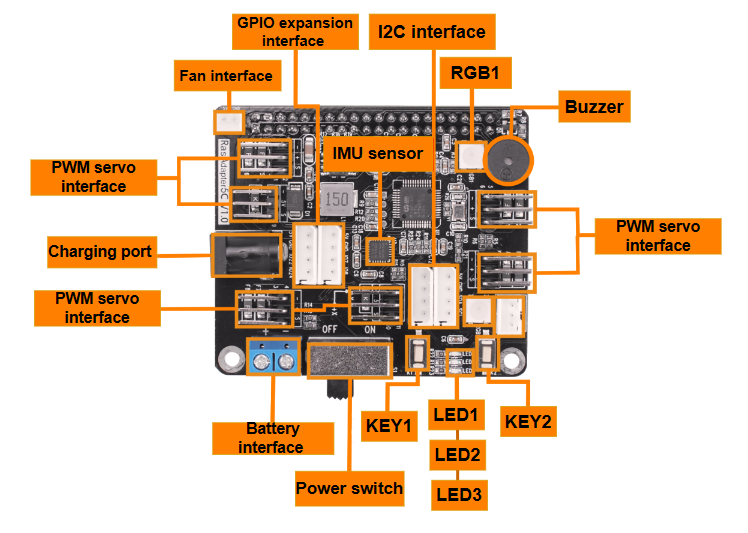 GPIO expansion
interface
I2C interface
RGB1
Fan interface
Buzzer
IMU sensor
PWM servo
interface
150
PWM servo
interface
Charging port
PWM servo
interface
OFF
ON
KEY1
LED1
KEY2
Battery
interface
LED2
Power switch
LED3